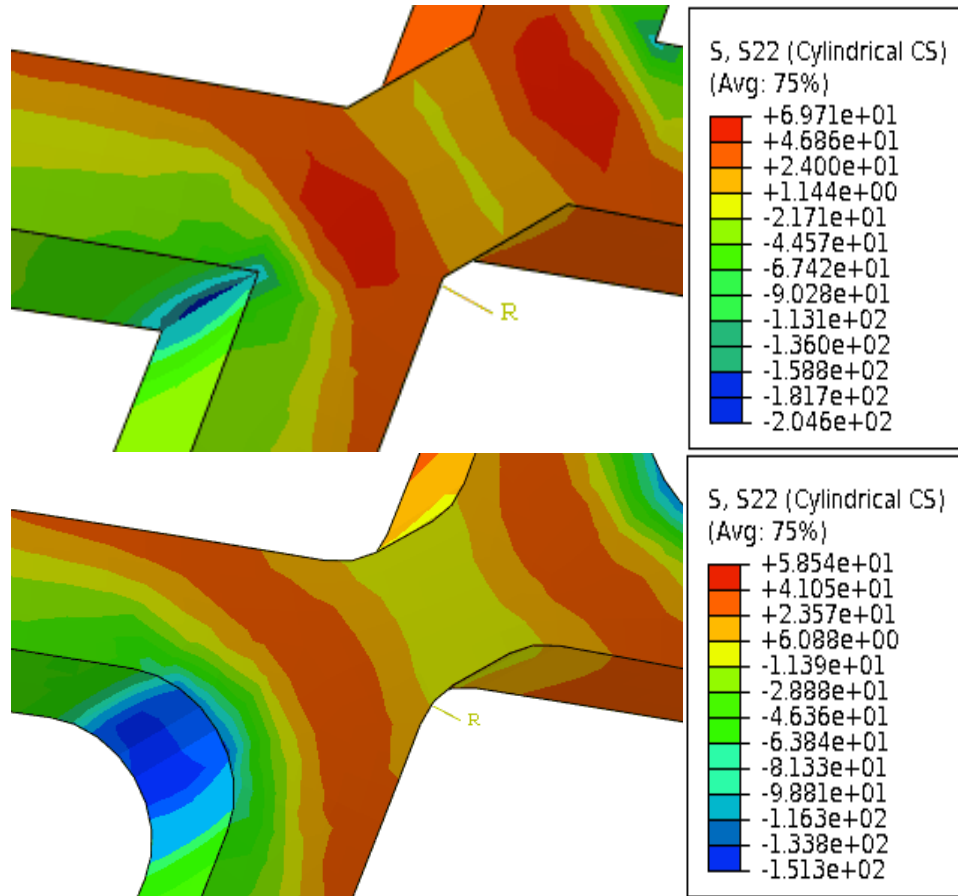 S, S22 (Cylindrical CS)
(Avg: 75%)
+6.971e+01
+4.686e+01
+2.400e+01
+1.144e+00
-2.171e+01
-4.457e+01
-6.742e+01
-9.028e+01
-1.131e+02
-1.360e+02
-1.588e+02
-1.817e+02
-2.046e+02
R
S, S22 (Cylindrical CS)
(Avg: 75%)
+5.854e+01
+4.105e+01
+2.357e+01
+6.088e+00
-1.139e+01
-2.888e+01
-4.636e+01
-6.384e+01
-8.133e+01
-9.881e+01
-1.163e+02
-1.338e+02
-1.513e+02
R